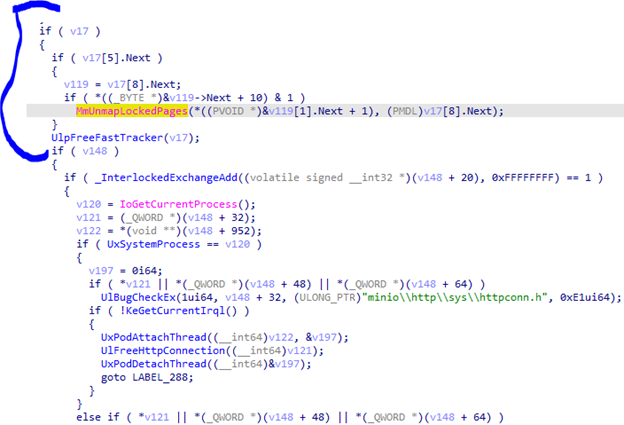 if ( v17 )
{
if ( v17[5].Next )
{
v119 = v17[8].Next;
if ( *((_BYTE *)&v119->Next + 10) & 1 )
MmUnmapLockedPages(*((PVOID *)&v119[1].Next + 1), (PMDL)v17[8].Next);
}
UlpFreeFastTracker(v17);
if ( v148 )
{
if ( _InterlockedExchangeAdd((volatile signed __int32 *)(v148 + 20), 0xFFFFFFFF) == 1 )
{
v120 = IoGetCurrentProcess();
v121 = (_QWORD *)(v148 + 32);
v122 = *(void **)(v148 + 952);
if ( UxSystemProcess == v120 )
{
v197 = 0i64;
if ( *v121 || *(_QWORD *)(v148 + 48) || *(_QWORD *)(v148 + 64) )
UlBugCheckEx(1ui64, v148 + 32, (ULONG_PTR)"minio\\http\\sys\\httpconn.h", 0xE1ui64);
if ( !KeGetCurrentIrql() )
{
UxPodAttachThread((__int64)v122, &v197);
UlFreeHttpConnection((__int64)v121);
UxPodDetachThread((__int64)&v197);
goto LABEL_288;
}
}
else if ( *v121 || *(_QWORD *)(v148 + 48) || *(_QWORD *)(v148 + 64) )